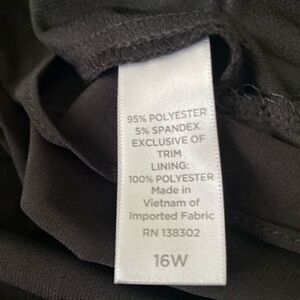 95% POLYESTER
5% SPANDEX
EXCLUSIVE OF
TRIM
LINING:
100% POLYESTER
Made in
Vietnam of
Imported Fabric
RN 138302
16W